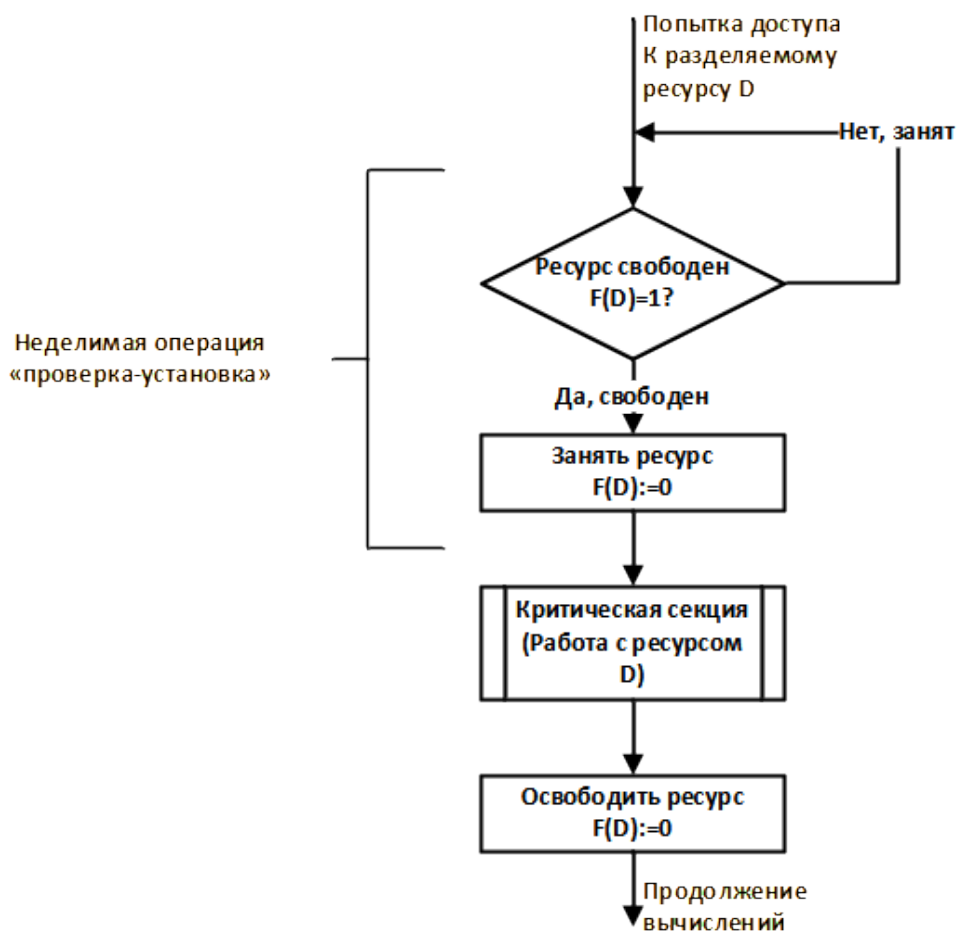 Попытка доступа
К разделяемому
ресурсу D
Нет, занят
Ресурс свободен
F(D)=1?
Неделимая операция
«проверка-установка»
Да, свободен
Занять ресурс
F(D):=0
Критическая секция
(Работа с ресурсом
D)
Освободить ресурс
F(D):=0
Продолжение
вычислений